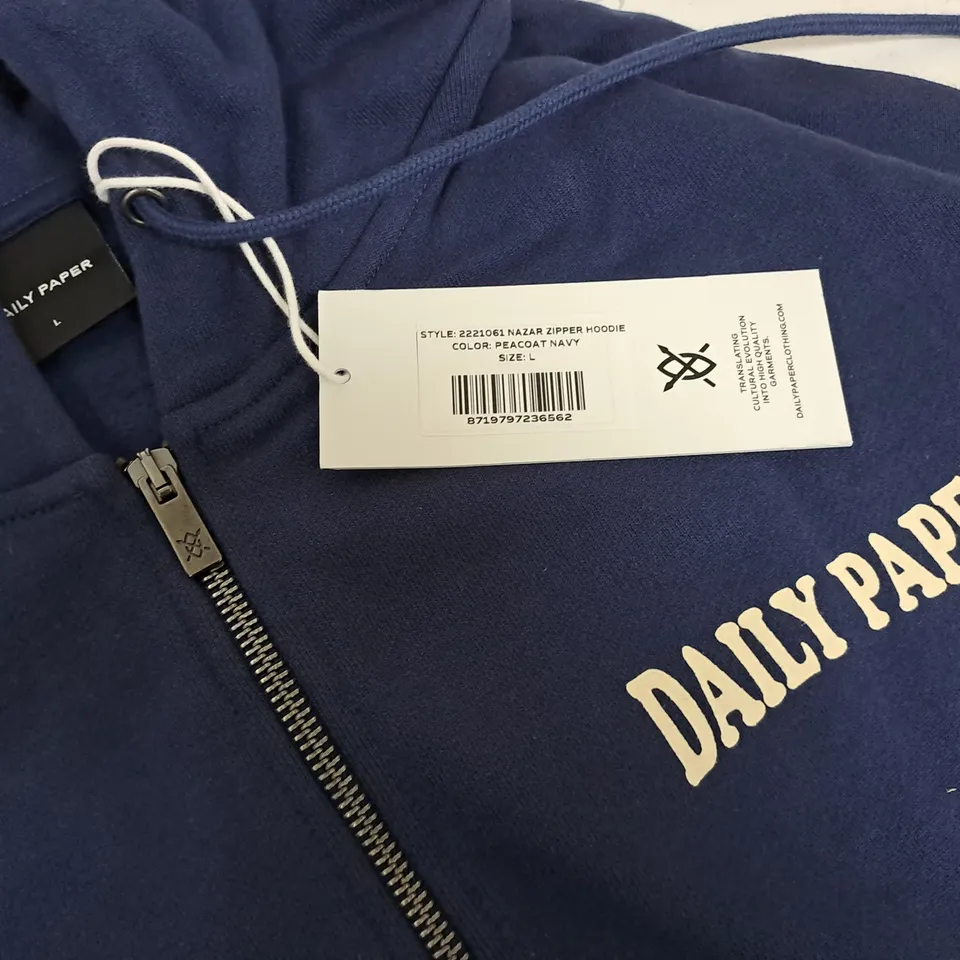 AILY PAPER
L
STYLE: 2221061 NAZAR ZIPPER HOODIE
COLOR: PEACOAT NAVY
SIZE: L
8719797236562
TRANSLATING
CULTURAL EVOLUTION
INTO HIGH QUALITY
GARMENTS.
DAILYPAPERCLOTHING.COM
DAILY PAPE